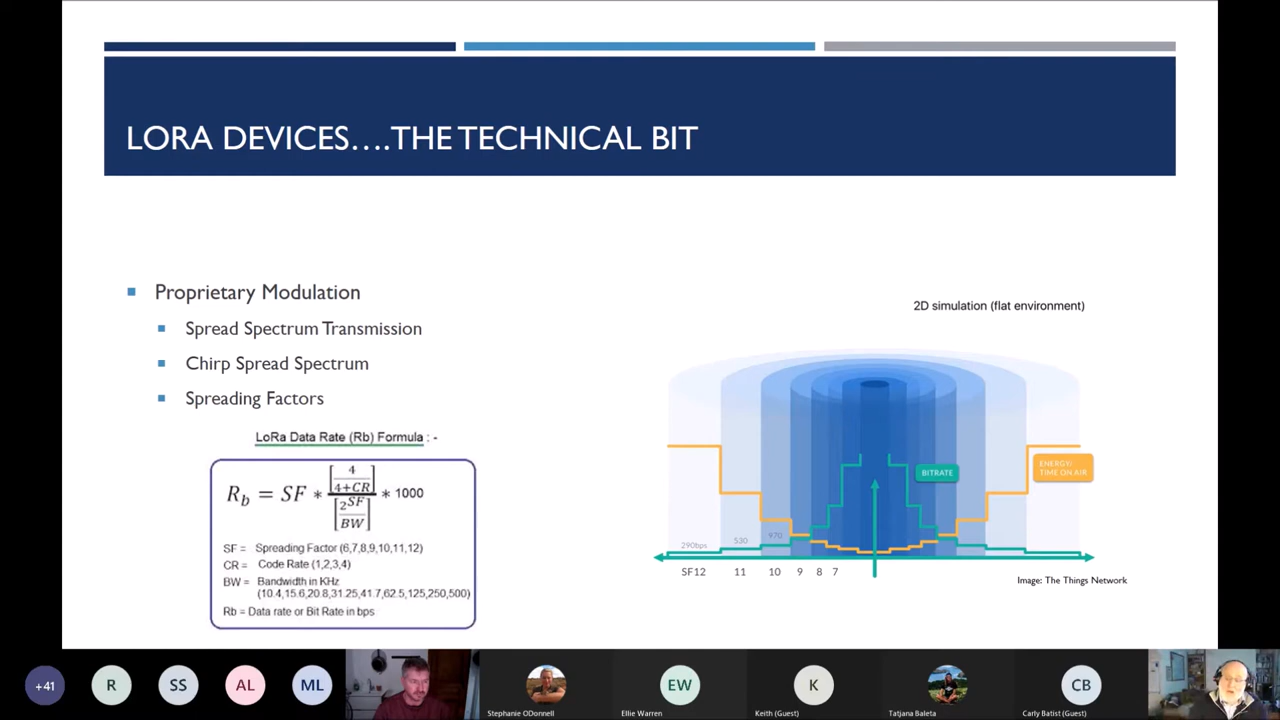 LORA DEVICES….THE TECHNICAL BIT
Proprietary Modulation
Spread Spectrum Transmission
Chirp Spread Spectrum
Spreading Factors
LoRa Data Rate (Rb) Formula : -
R_b = SF * [4/(4+CR)] / [2^SF/BW] * 1000
SF = Spreading Factor (6,7,8,9,10,11,12)
CR = Code Rate (1,2,3,4)
BW = Bandwidth in KHz
(10.4,15.6,20.8,31.25,41.7,62.5,125,250,500)
Rb = Data rate or Bit Rate in bps
2D simulation (flat environment)
BITRATE
ENERGY/
TIME ON AIR
290bps 530 970
SF12 11 10 9 8 7
Image: The Things Network
+41 R SS AL ML EW K CB
Stephanie ODonnell
Ellie Warren
Keith (Guest)
Tatjana Baleta
Carly Batist (Guest)